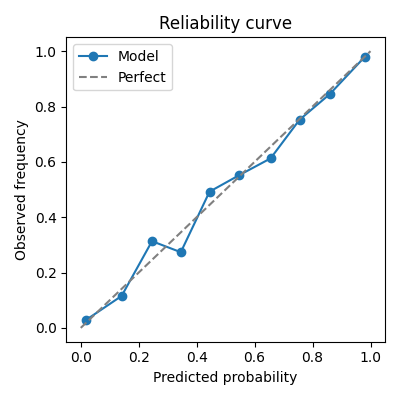 Reliability curve
Model
Perfect
Observed frequency
1.0
0.8
0.6
0.4
0.2
0.0
0.0 0.2 0.4 0.6 0.8 1.0
Predicted probability